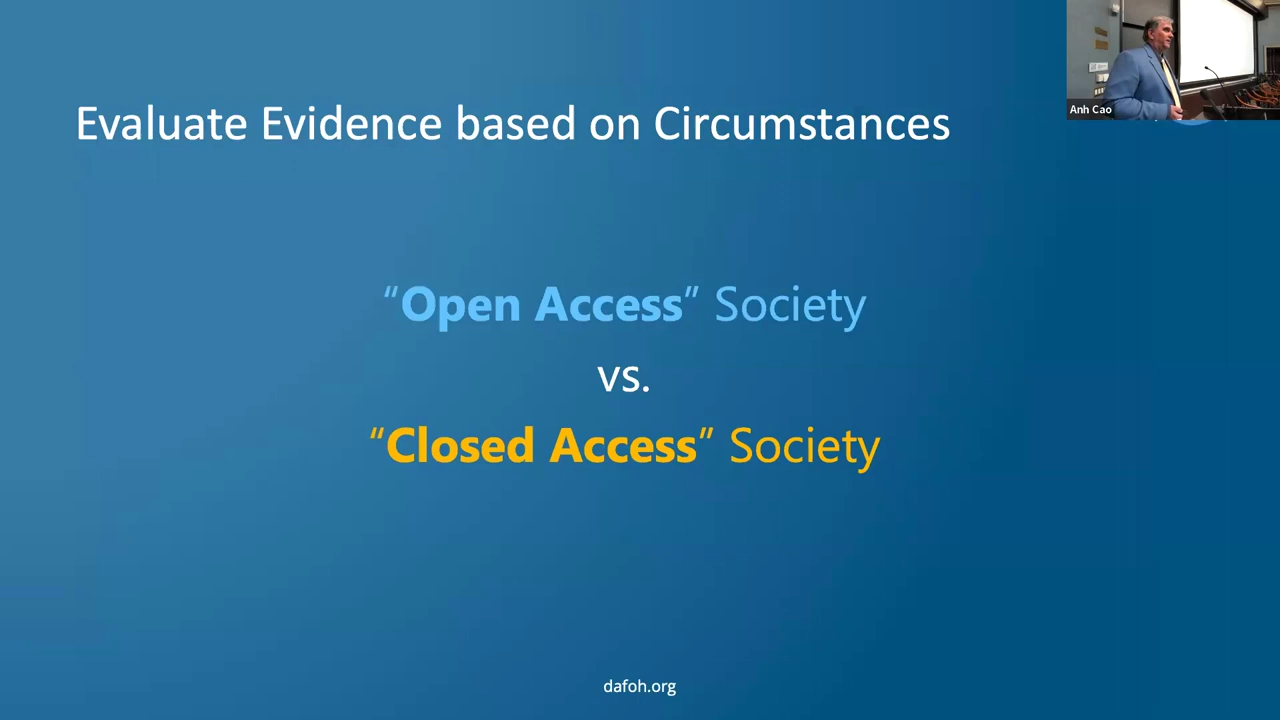 Evaluate Evidence based on Circumstances
“Open Access” Society
vs.
“Closed Access” Society
dafoh.org
Anh Cao